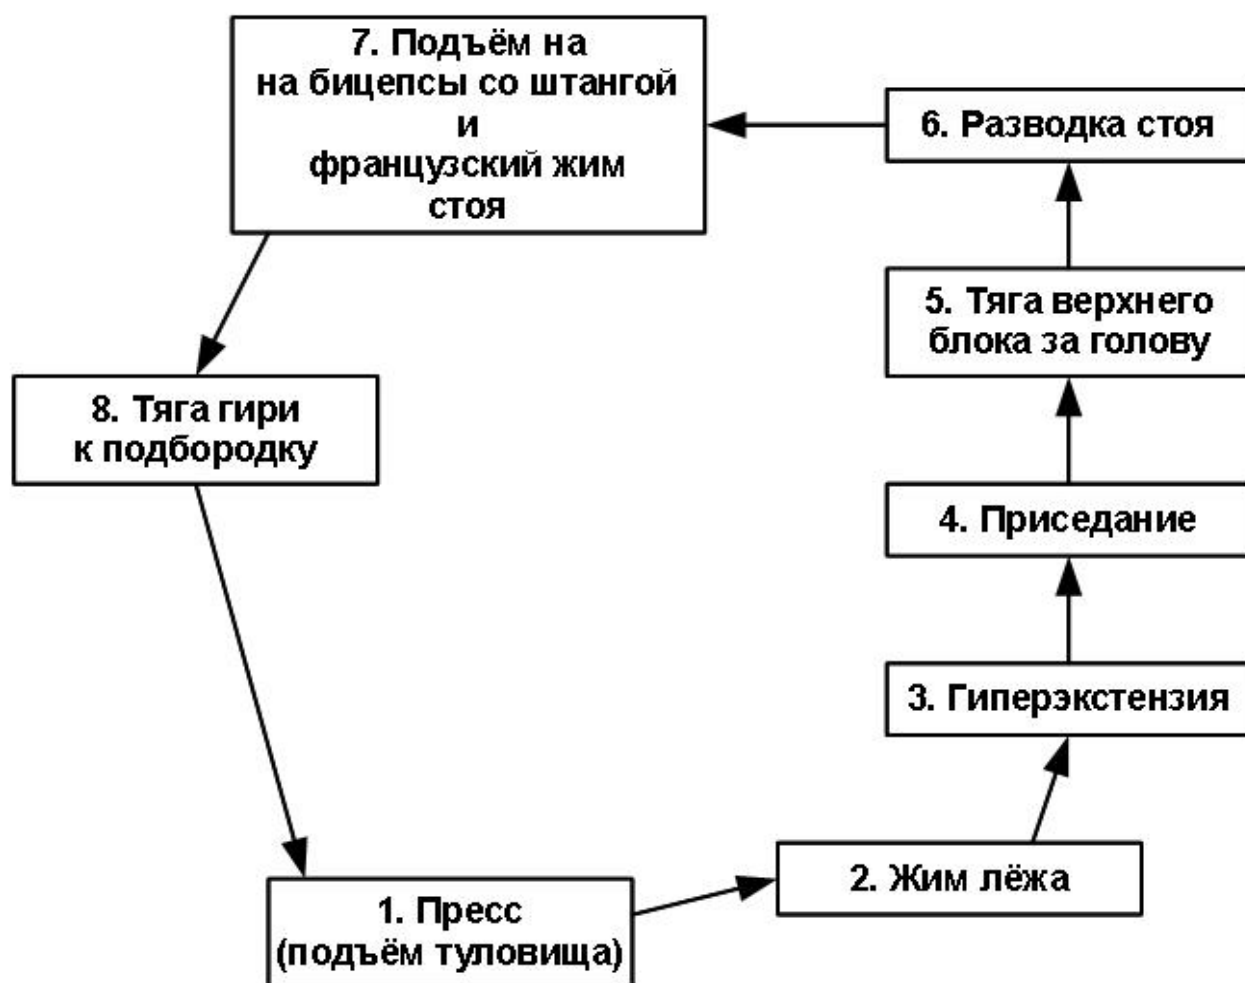 7. Подъём на
на бицепсы со штангой
и
французский жим
стоя
6. Разводка стоя
5. Тяга верхнего
блока за голову
8. Тяга гири
к подбородку
4. Приседание
3. Гиперэкстензия
2. Жим лёжа
1. Пресс
(подъём туловища)